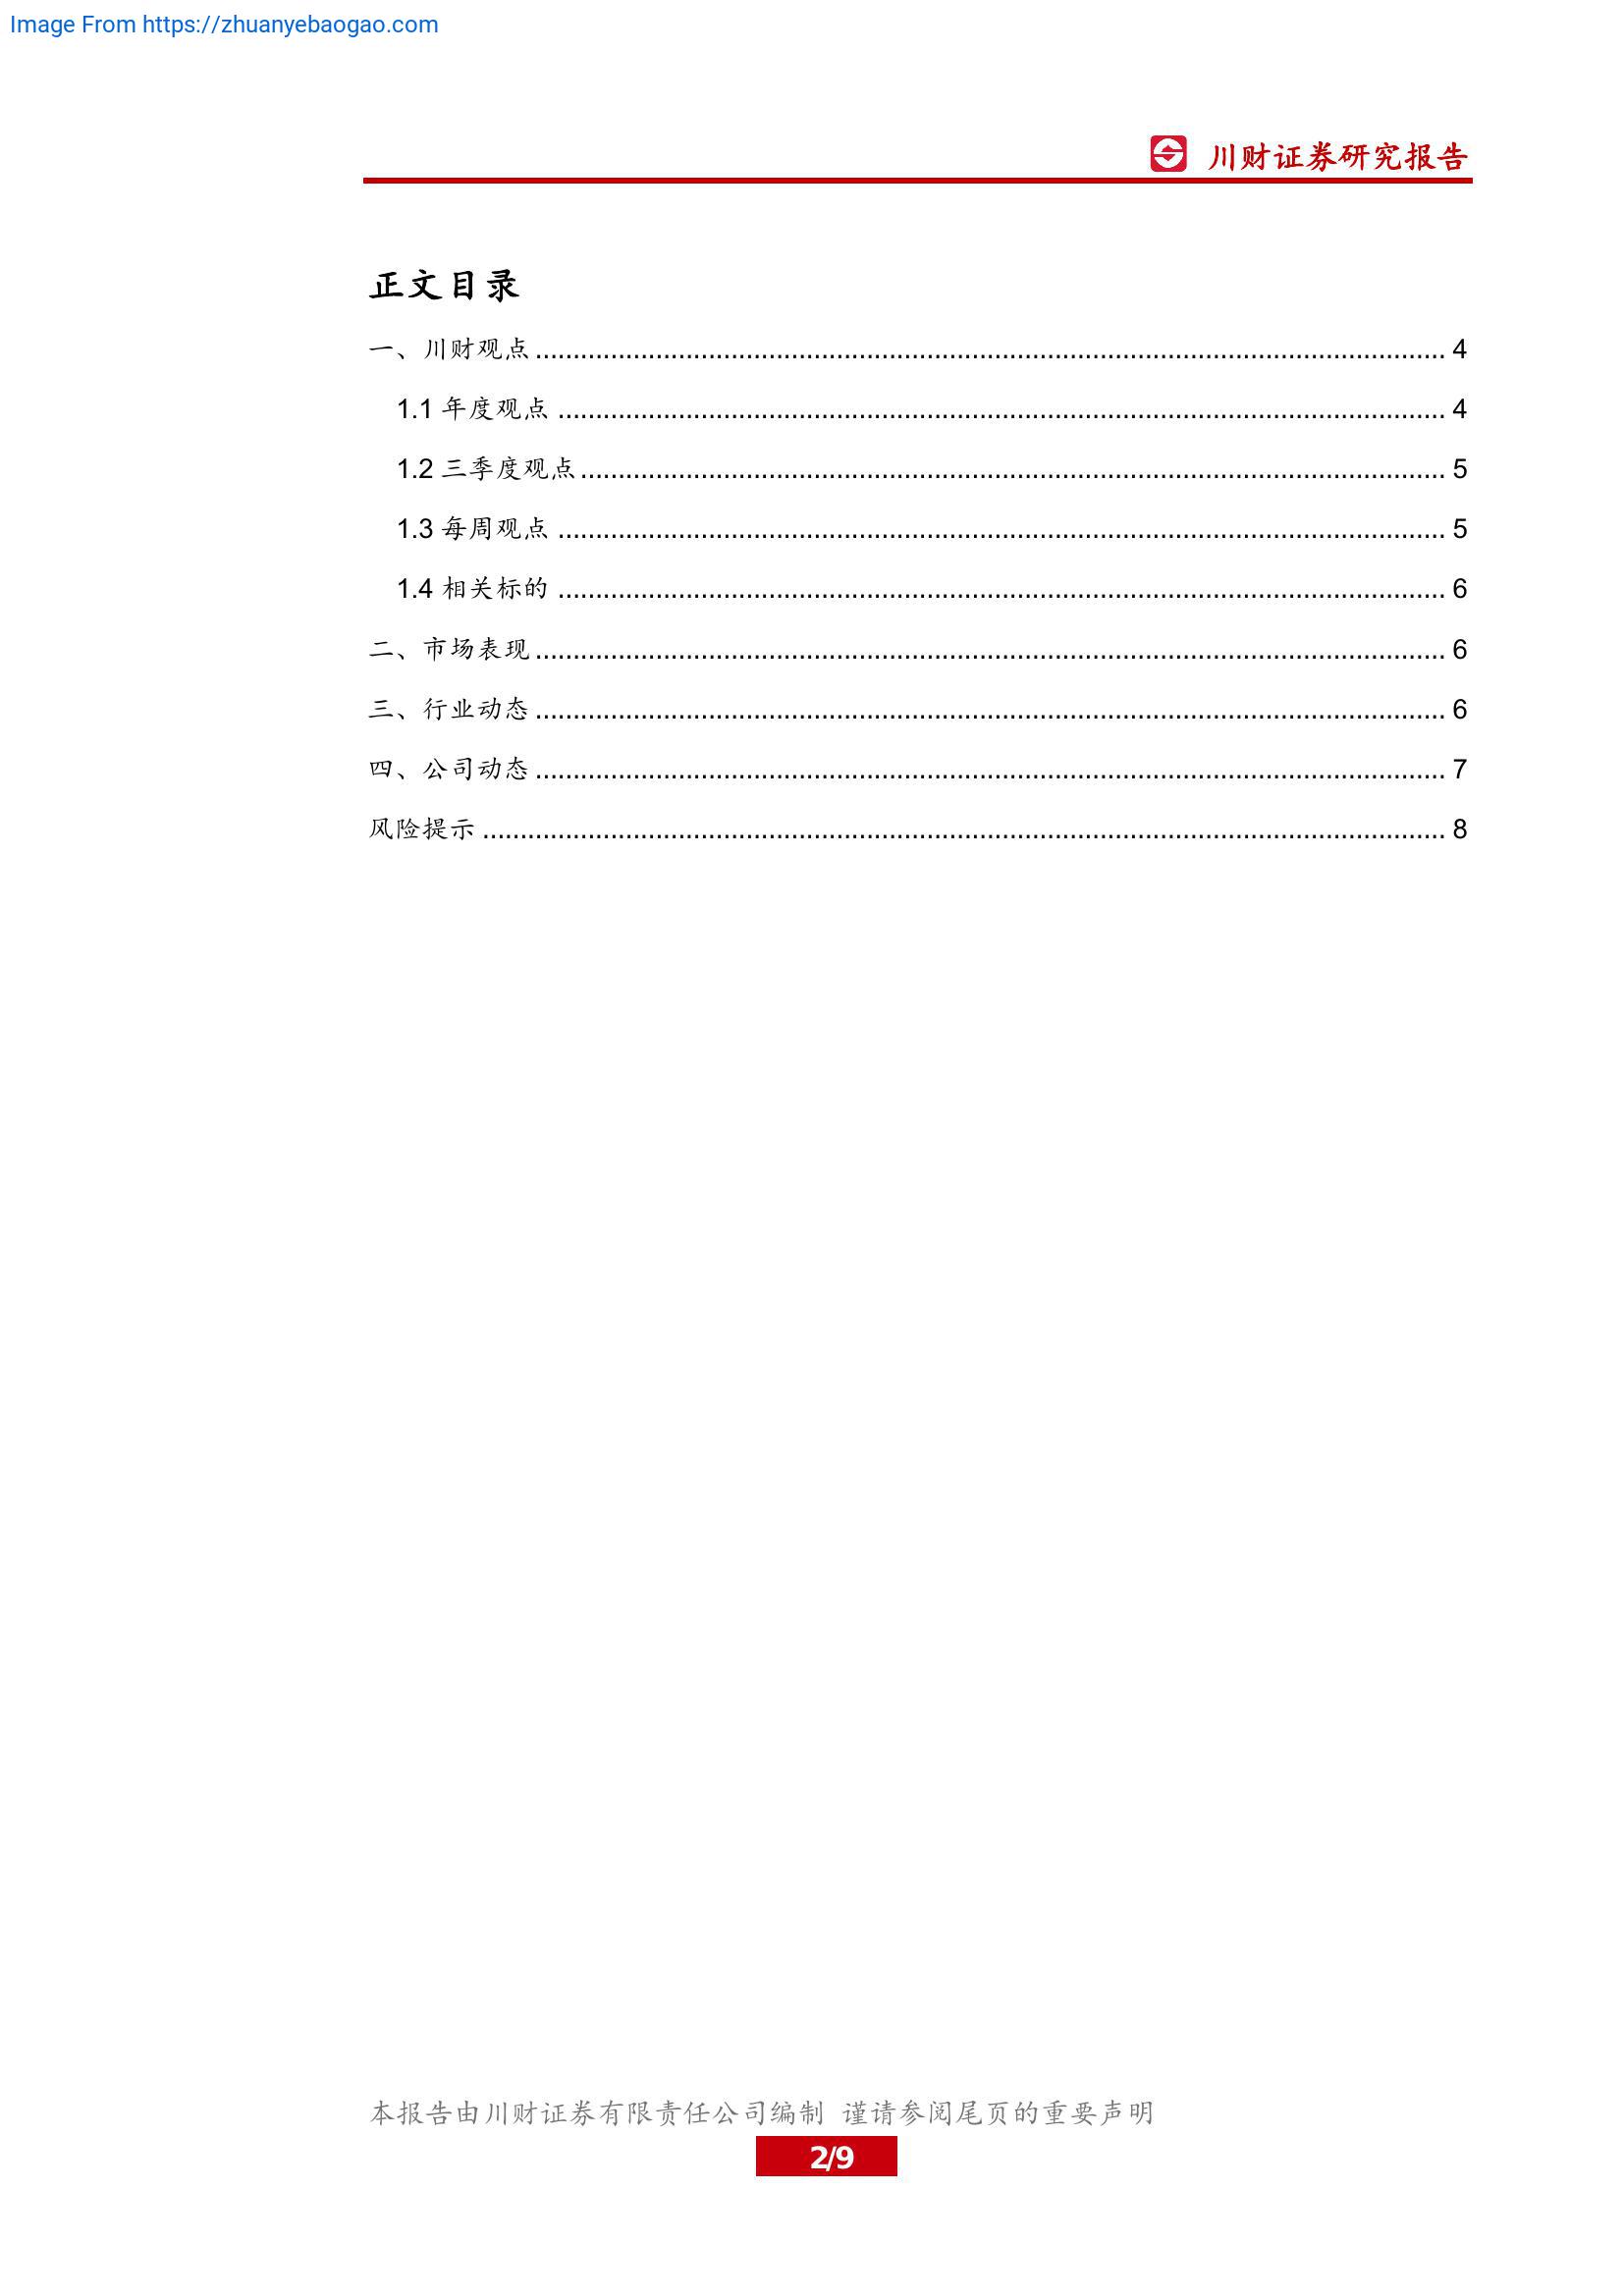 Image From https://zhuanyebaogao.com
川财证券研究报告
正文目录
一、川财观点 ........................................................................................................................ 4
1.1 年度观点 ...................................................................................................................... 4
1.2 三季度观点 .................................................................................................................. 5
1.3 每周观点 ...................................................................................................................... 5
1.4 相关标的 ...................................................................................................................... 6
二、市场表现 ........................................................................................................................ 6
三、行业动态 ........................................................................................................................ 6
四、公司动态 ........................................................................................................................ 7
风险提示 ................................................................................................................................ 8
本报告由川财证券有限责任公司编制 谨请参阅尾页的重要声明
2/9